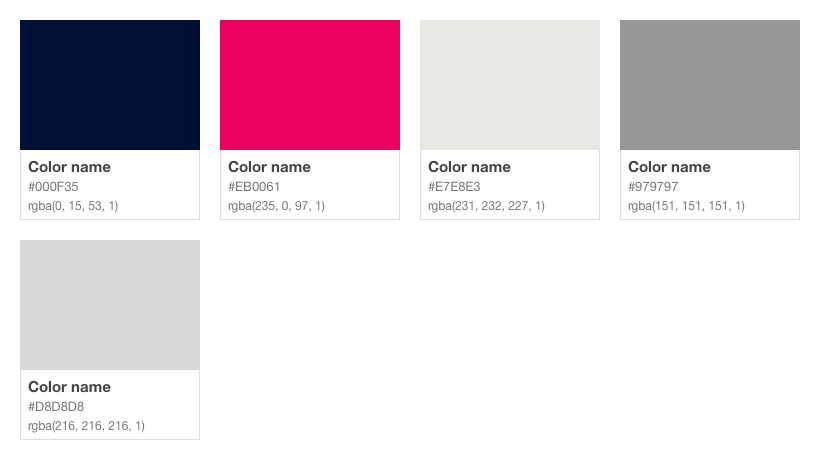 Color name
#000F35
rgba(0, 15, 53, 1)
Color name
#EB0061
rgba(235, 0, 97, 1)
Color name
#E7E8E3
rgba(231, 232, 227, 1)
Color name
#979797
rgba(151, 151, 151, 1)
Color name
#D8D8D8
rgba(216, 216, 216, 1)